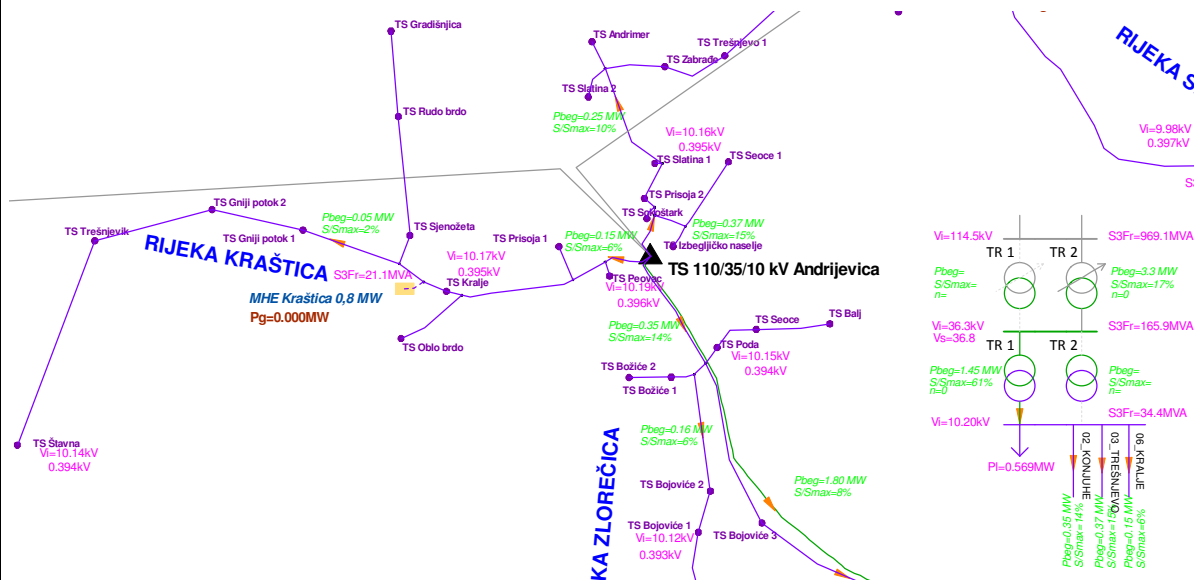 TS Gradišnjica
TS Rudo brdo
TS Sjenožeta
TS Gniji potok 2
TS Gniji potok 1
TS Trešnjevik
RIJEKA KRAŠTICA
Pbeg=0.05 MW
S/Smax=2%
S3Fr=21.1MVA
MHE Kraštica 0,8 MW
Pg=0.000MW
Vi=10.17kV
0.395kV
TS Kralje
TS Oblo brdo
TS Štavna
Vi=10.14kV
0.394kV
TS Prisoja 1
Pbeg=0.15 MW
S/Smax=6%
TS Peovac
Vi=10.19kV
0.396kV
TS Andrimer
TS Trešnjevo 1
TS Zabrađe
TS Slatina 2
Pbeg=0.25 MW
S/Smax=10%
Vi=10.16kV
0.395kV
TS Slatina 1
TS Seoce 1
TS Prisoja 2
TS Sokoštark
Pbeg=0.37 MW
S/Smax=15%
TS Izbegljičko naselje
TS 110/35/10 kV Andrijevica
Pbeg=0.35 MW
S/Smax=14%
TS Seoce
TS Balj
TS Poda
Vi=10.15kV
0.394kV
TS Božiće 2
TS Božiće 1
Pbeg=0.16 MW
S/Smax=6%
KA ZLOREČICA
TS Bojoviće 2
TS Bojoviće 1
Vi=10.12kV
0.393kV
TS Bojoviće 3
Pbeg=1.80 MW
S/Smax=8%
RIJEKA S
Vi=9.98kV
0.397kV
S3
Vi=114.5kV
S3Fr=969.1MVA
TR 1
TR 2
Pbeg=
S/Smax=
n=
Pbeg=3.3 MW
S/Smax=17%
n=0
Vi=36.3kV
Vs=36.8
S3Fr=165.9MVA
TR 1
TR 2
Pbeg=1.45 MW
S/Smax=61%
n=0
Pbeg=
S/Smax=
n=
Vi=10.20kV
S3Fr=34.4MVA
Pl=0.569MW
02_KONJUHE
03_TREŠNJEVO
06_KRALJE
Pbeg=0.35 MW
S/Smax=14%
Pbeg=0.37 MW
S/Smax=15%
Pbeg=0.15 MW
S/Smax=6%